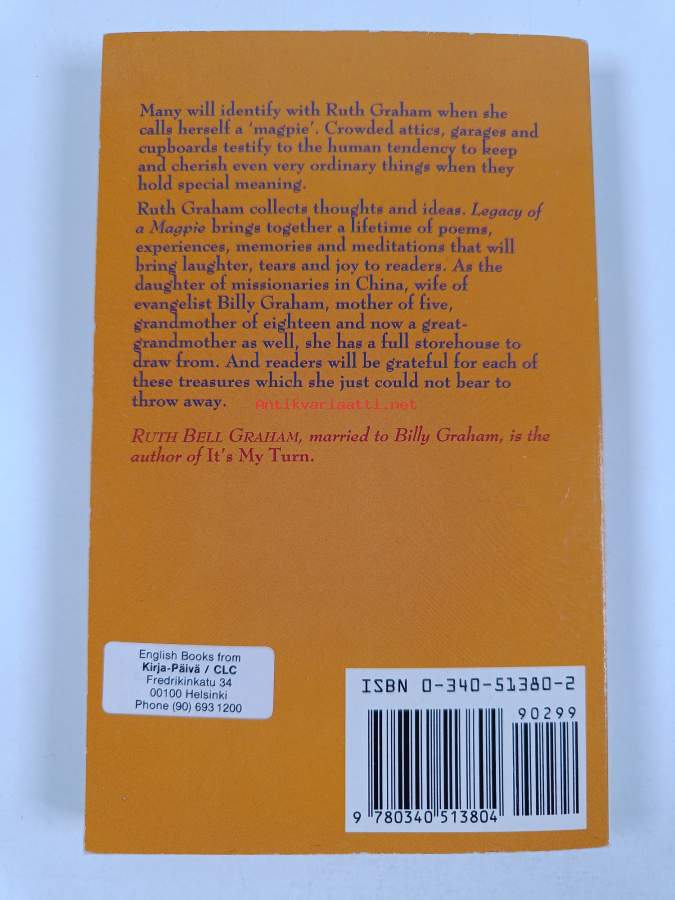 Many will identify with Ruth Graham when she
calls herself a 'magpie'. Crowded attics, garages and
cupboards testify to the human tendency to keep
and cherish even very ordinary things when they
hold special meaning.
Ruth Graham collects thoughts and ideas. Legacy of
a Magpie brings together a lifetime of poems,
experiences, memories and meditations that will
bring laughter, tears and joy to readers. As the
daughter of missionaries in China, wife of
evangelist Billy Graham, mother of five,
grandmother of eighteen and now a great-
grandmother as well, she has a full storehouse to
draw from. And readers will be grateful for each of
these treasures which she just could not bear to
throw away.
Antikvariaatti.net
RUTH BELL GRAHAM, married to Billy Graham, is the
author of It's My Turn.
English Books from
Kirja-Päivä / CLC
Fredrikinkatu 34
00100 Helsinki
Phone (90) 693 1200
ISBN 0-340-51380-2
90299
9 780340 513804